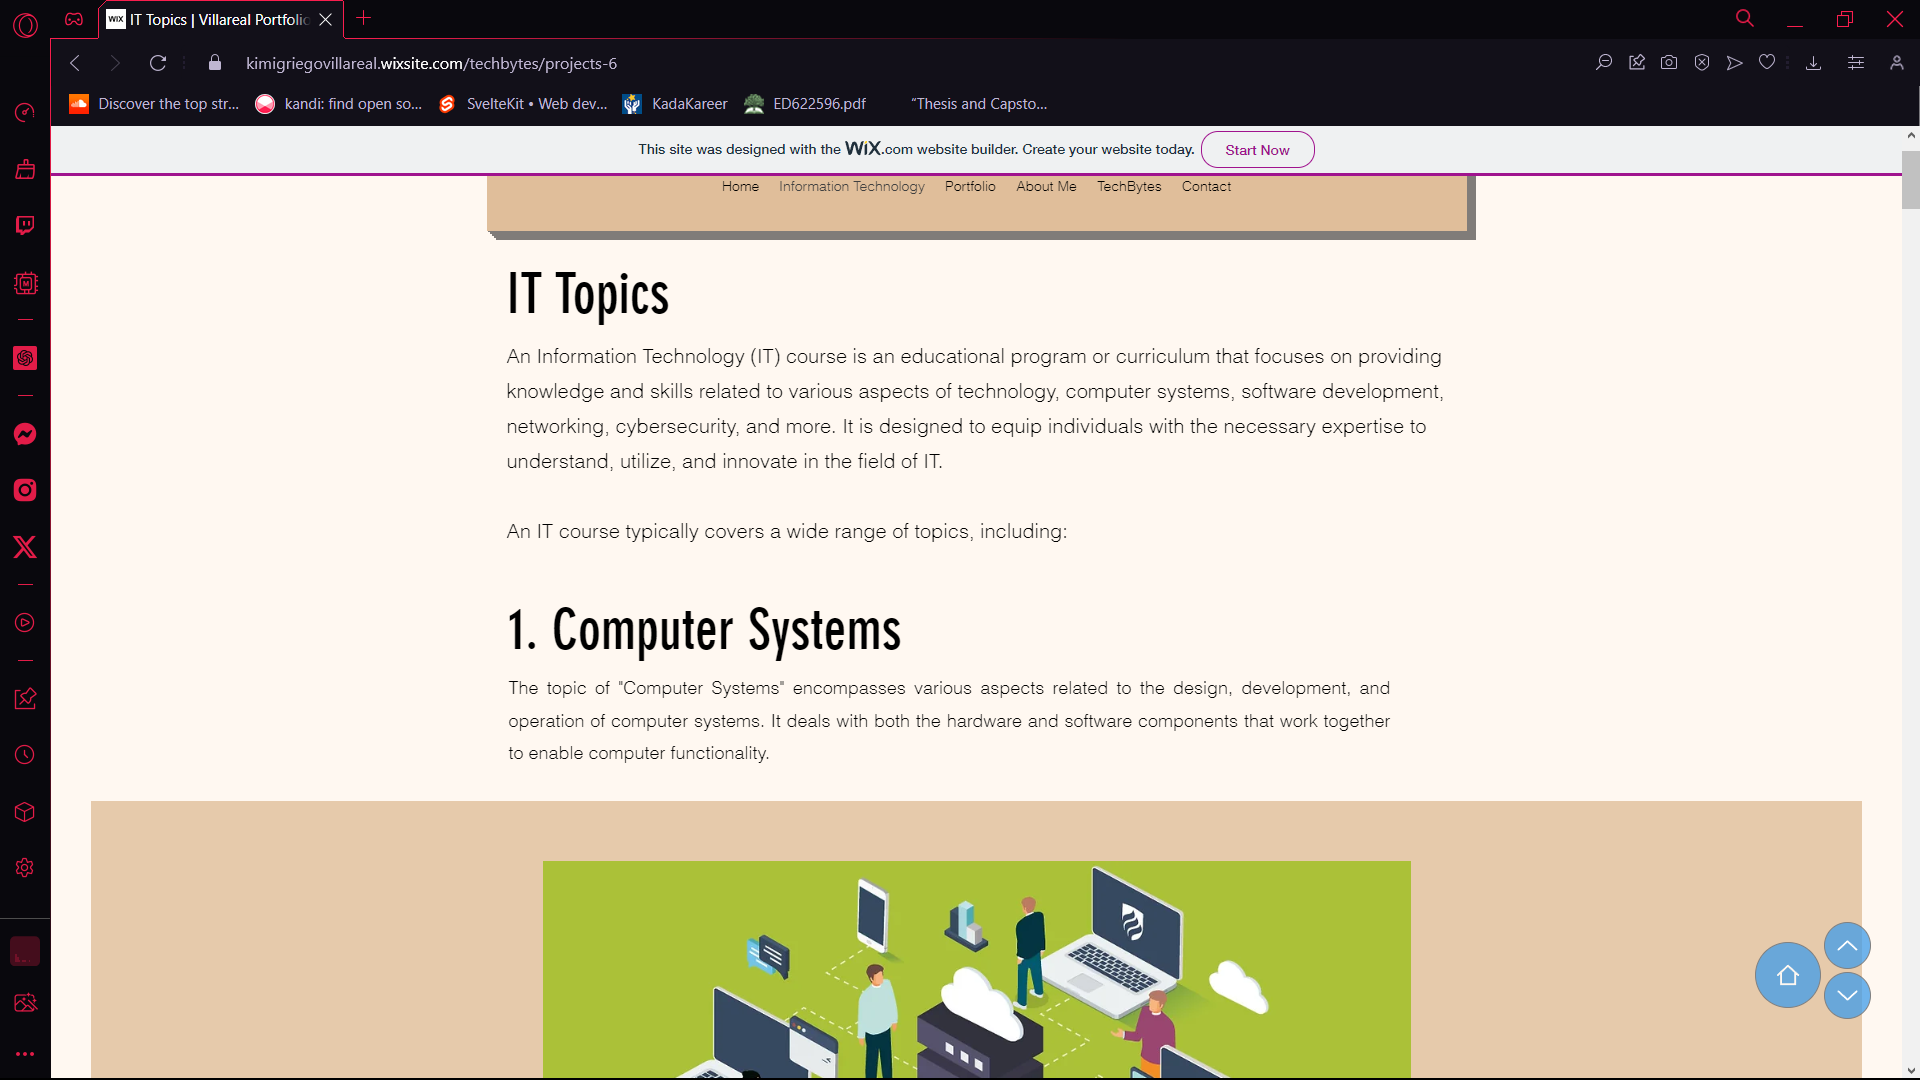 WIX IT Topics | Villareal Portfolio
kimigriegovillareal.wixsite.com/techbytes/projects-6
Discover the top str...
kandi: find open so...
SvelteKit • Web dev...
KadaKareer
ED622596.pdf
"Thesis and Capsto...
This site was designed with the WiX.com website builder. Create your website today.
Start Now
Home
Information Technology
Portfolio
About Me
TechBytes
Contact
IT Topics
An Information Technology (IT) course is an educational program or curriculum that focuses on providing
knowledge and skills related to various aspects of technology, computer systems, software development,
networking, cybersecurity, and more. It is designed to equip individuals with the necessary expertise to
understand, utilize, and innovate in the field of IT.
An IT course typically covers a wide range of topics, including:
1. Computer Systems
The topic of "Computer Systems" encompasses various aspects related to the design, development, and
operation of computer systems. It deals with both the hardware and software components that work together
to enable computer functionality.